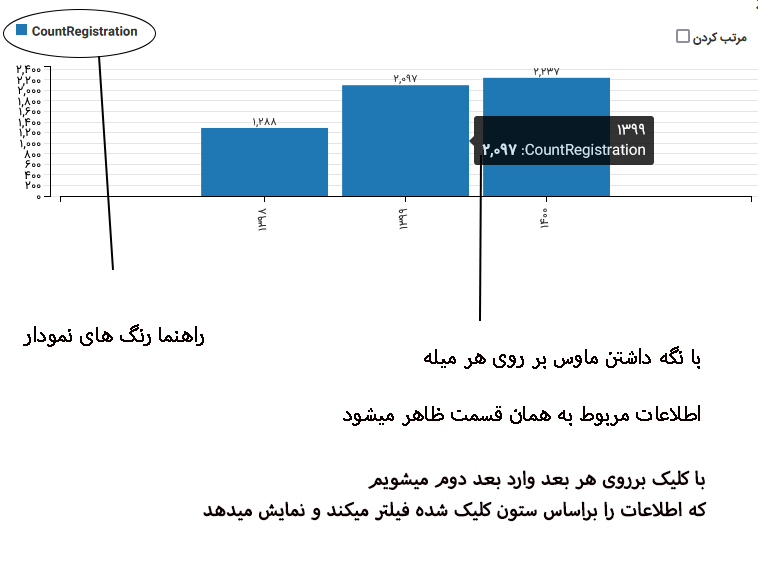 CountRegistration
مرتب کردن
۲,۴۰۰
۲,۲۰۰
۲,۰۰۰
۱,۸۰۰
۱,۶۰۰
۱,۴۰۰
۱,۲۰۰
۱,۰۰۰
۸۰۰
۶۰۰
۴۰۰
۲۰۰
۰
۱,۲۸۸
۲,۰۹۷
۲,۲۳۷
۱۳۹۹
CountRegistration: ۲,۰۹۷
۱۳۹۸
۱۳۹۹
۱۴۰۰
راهنما رنگ های نمودار
با نگه داشتن ماوس بر روی هر میله
اطلاعات مربوط به همان قسمت ظاهر میشود
با کلیک برروی هر بعد وارد بعد دوم میشویم
که اطلاعات را براساس ستون کلیک شده فیلتر میکند و نمایش میدهد